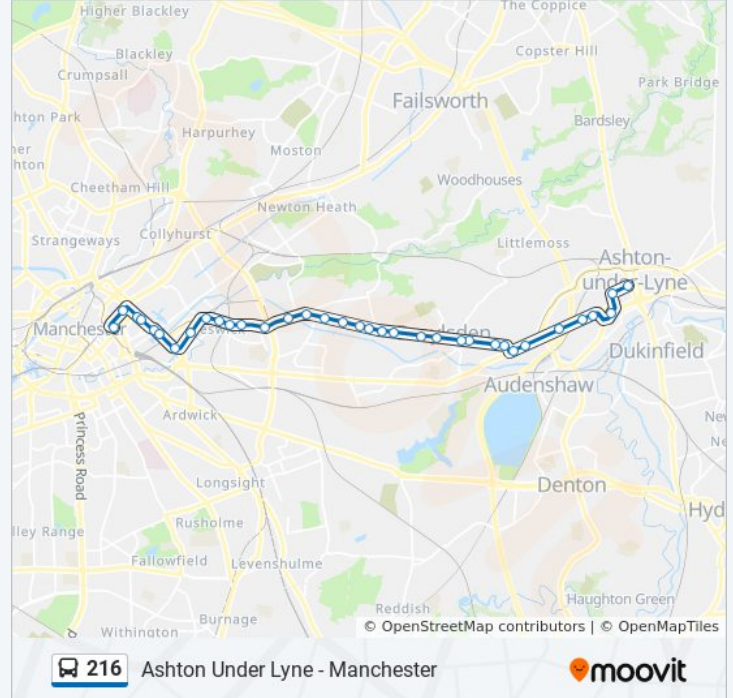 Higher Blackley
The Coppice
Blackley
Copster Hill
Crumpsall
Park Bridge
Failsworth
hton Park
Bardsley
Harpurhey
Moston
Cheetham Hill
Woodhouses
Newton Heath
Collyhurst
Strangeways
Littlemoss
Ashton-
under-Lyne
Manchester
Dukinfield
Audenshaw
Ardwick
Princess Road
Longsight
Denton
Hyd
Rusholme
lley Range
Fallowfield
Levenshulme
Haughton Green
Reddish
Burnage
Withington
© OpenStreetMap contributors | © OpenMapTiles
216 Ashton Under Lyne - Manchester
moovit